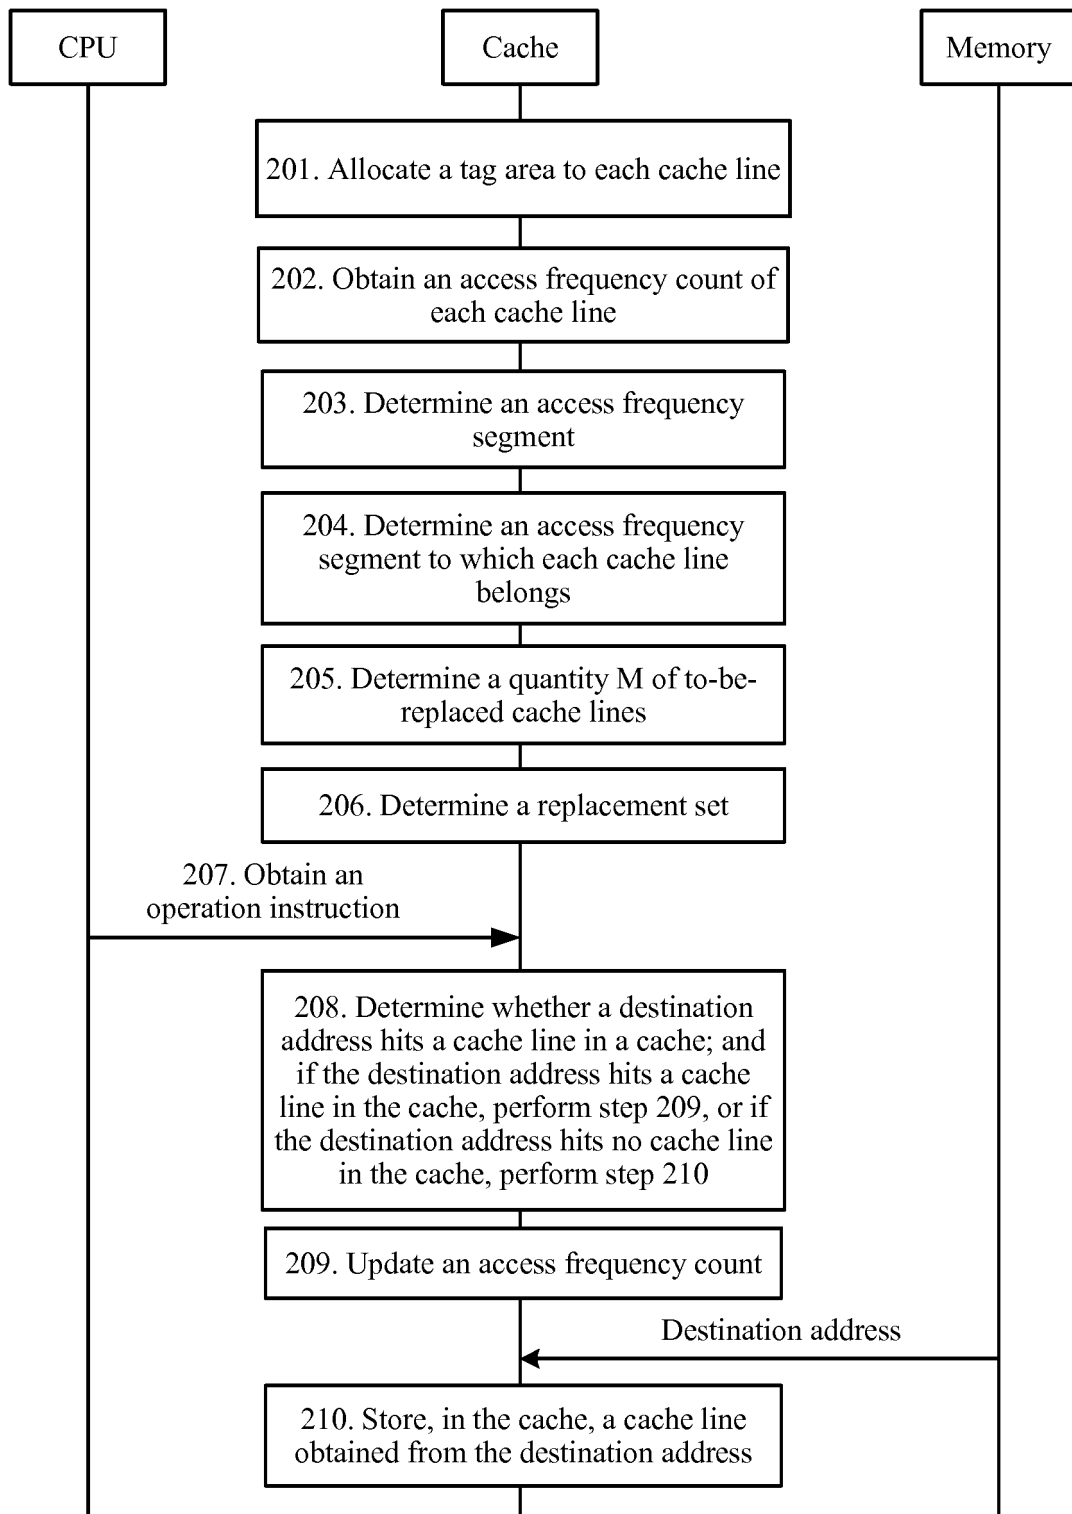 CPU
Cache
Memory
201. Allocate a tag area to each cache line
202. Obtain an access frequency count of
each cache line
203. Determine an access frequency
segment
204. Determine an access frequency
segment to which each cache line
belongs
205. Determine a quantity M of to-be-
replaced cache lines
206. Determine a replacement set
207. Obtain an
operation instruction
208. Determine whether a destination
address hits a cache line in a cache; and
if the destination address hits a cache
line in the cache, perform step 209, or if
the destination address hits no cache line
in the cache, perform step 210
209. Update an access frequency count
Destination address
210. Store, in the cache, a cache line
obtained from the destination address